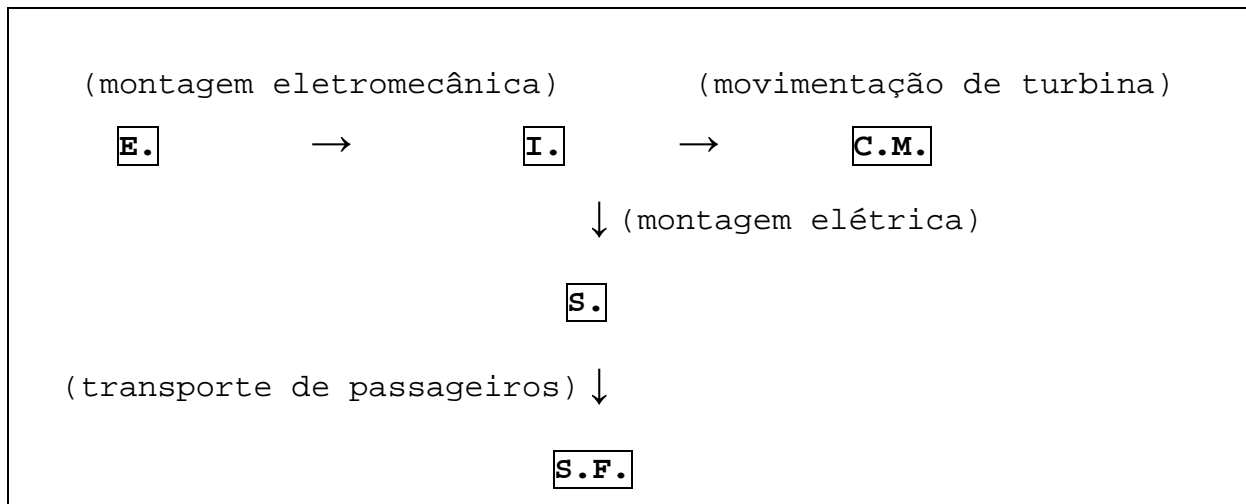 (montagem eletromecânica) (movimentação de turbina)
E. → I. → C.M.
↓ (montagem elétrica)
S.
(transporte de passageiros) ↓
S.F.